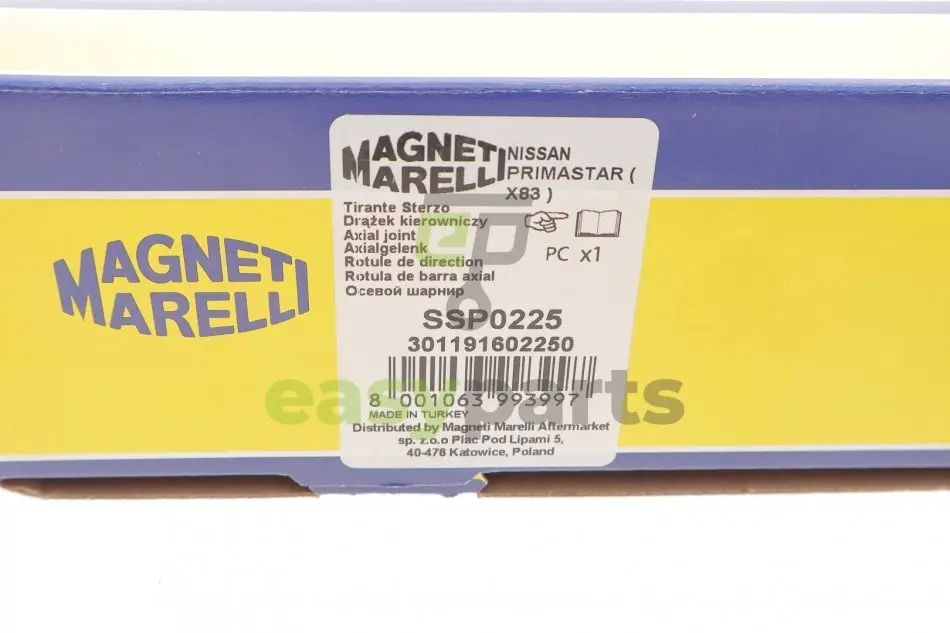 MAGNETI
MARELLI
MAGNETI
MARELLI
NISSAN
PRIMASTAR (
X83 )
Tirante Sterzo
Drążek kierowniczy
Axial joint
Axialgelenk
Rotule de direction
Rotula de barra axial
Осевой шарнир
PC x1
SSP0225
301191602250
8 001063 993997
easyparts
MADE IN TURKEY
Distributed by Magneti Marelli Aftermarket
sp. z.o.o Plac Pod Lipami 5,
40-476 Katowice, Poland